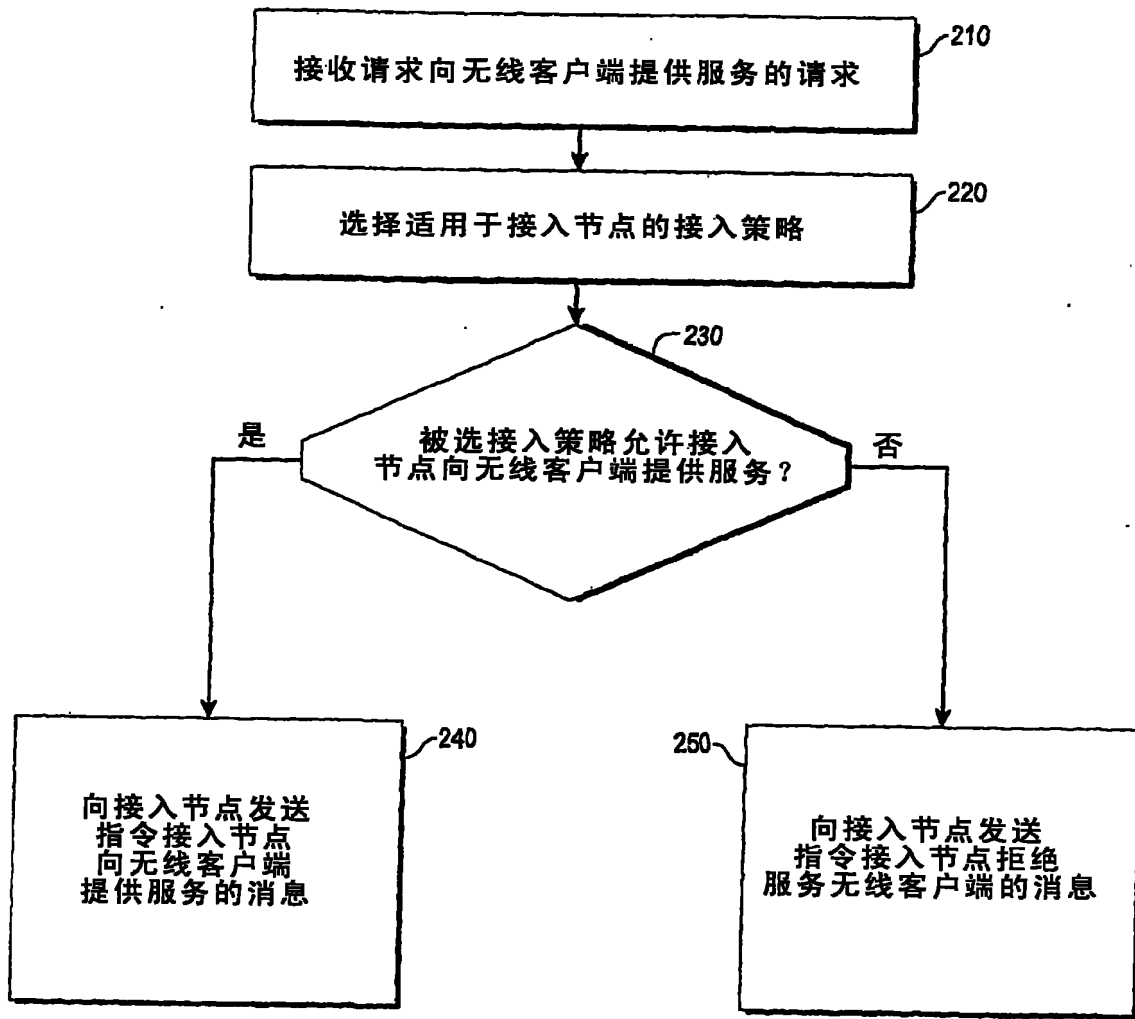 接收请求向无线客户端提供服务的请求
210
选择适用于接入节点的接入策略
220
230
被选接入策略允许接入
节点向无线客户端提供服务？
是
否
240
向接入节点发送
指令接入节点
向无线客户端
提供服务的消息
250
向接入节点发送
指令接入节点拒绝
服务无线客户端的消息